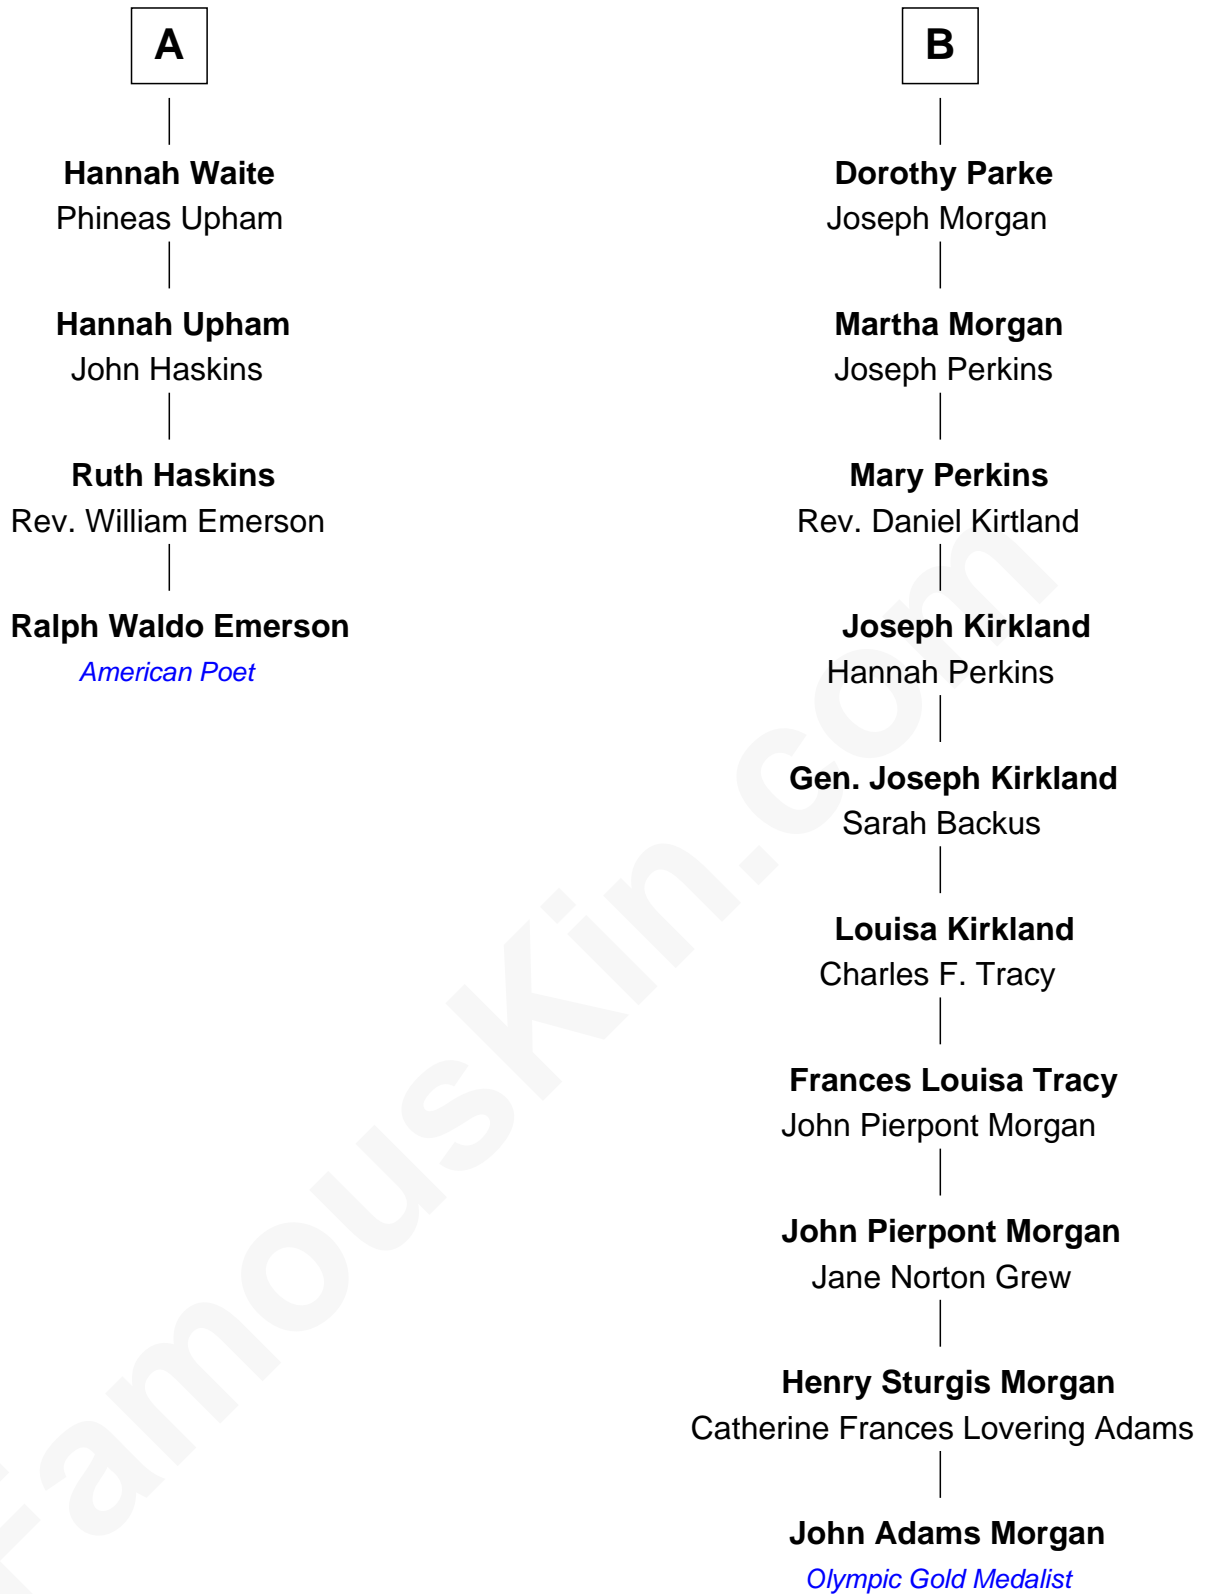 A
Hannah Waite
Phineas Upham
Hannah Upham
John Haskins
Ruth Haskins
Rev. William Emerson
Ralph Waldo Emerson
American Poet
B
Dorothy Parke
Joseph Morgan
Martha Morgan
Joseph Perkins
Mary Perkins
Rev. Daniel Kirtland
Joseph Kirkland
Hannah Perkins
Gen. Joseph Kirkland
Sarah Backus
Louisa Kirkland
Charles F. Tracy
Frances Louisa Tracy
John Pierpont Morgan
John Pierpont Morgan
Jane Norton Grew
Henry Sturgis Morgan
Catherine Frances Lovering Adams
John Adams Morgan
Olympic Gold Medalist
FamousKin.com